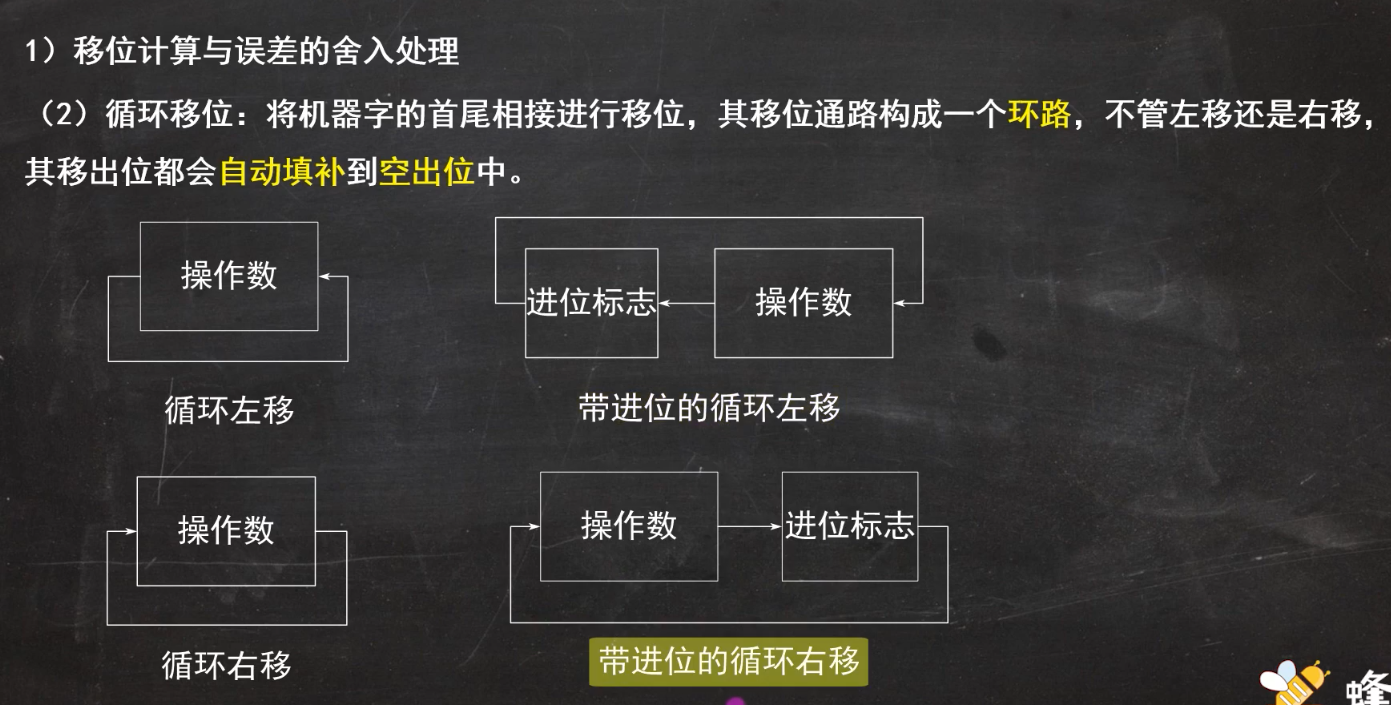 1）移位计算与误差的舍入处理
（2）循环移位：将机器字的首尾相接进行移位，其移位通路构成一个环路，不管左移还是右移，
其移出位都会自动填补到空出位中。
操作数
进位标志
操作数
循环左移
带进位的循环左移
操作数
操作数
进位标志
循环右移
带进位的循环右移
蜂